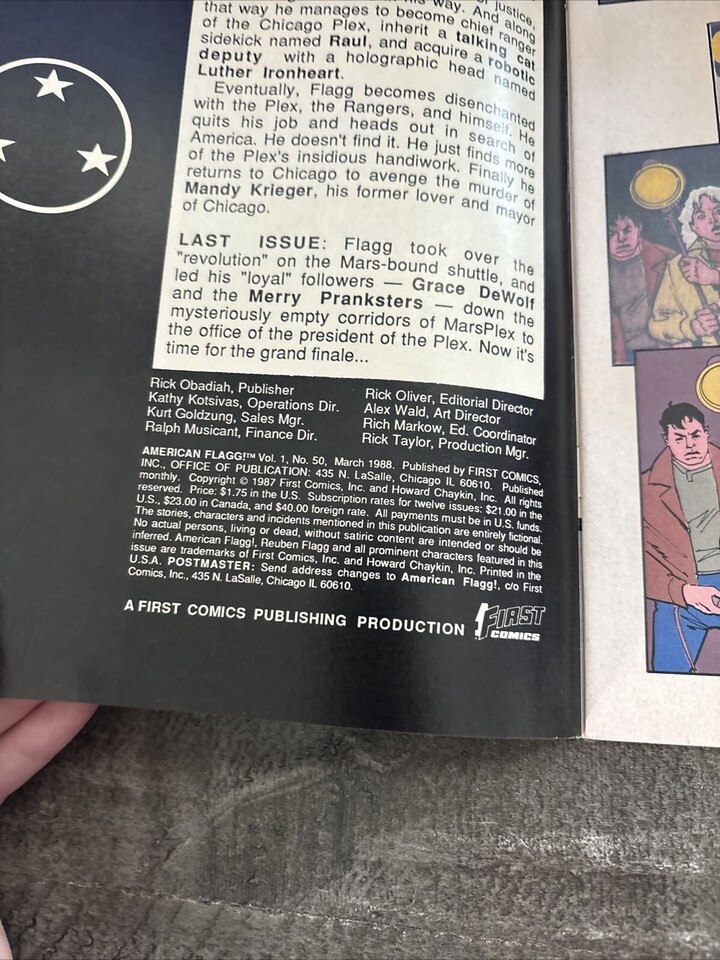 his way. And along
that way he manages to become chief ranger
of the Chicago Plex, inherit a talking cat
sidekick named Raul, and acquire a robotic
deputy with a holographic head named
Luther Ironheart.
Eventually, Flagg becomes disenchanted
with the Plex, the Rangers, and himself. He
quits his job and heads out in search of
America. He doesn't find it. He just finds more
of the Plex's insidious handiwork. Finally he
returns to Chicago to avenge the murder of
Mandy Krieger, his former lover and mayor
of Chicago.
LAST ISSUE: Flagg took over the
"revolution" on the Mars-bound shuttle, and
led his "loyal" followers — Grace DeWolf
and the Merry Pranksters — down the
mysteriously empty corridors of MarsPlex to
the office of the president of the Plex. Now it's
time for the grand finale...
Rick Obadiah, Publisher
Kathy Kotsivas, Operations Dir.
Kurt Goldzung, Sales Mgr.
Ralph Musicant, Finance Dir.
Rick Oliver, Editorial Director
Alex Wald, Art Director
Rich Markow, Ed. Coordinator
Rick Taylor, Production Mgr.
AMERICAN FLAGG!™ Vol. 1, No. 50, March 1988. Published by FIRST COMICS,
INC., OFFICE OF PUBLICATION: 435 N. LaSalle, Chicago IL 60610. Published
monthly. Copyright © 1987 First Comics, Inc. and Howard Chaykin, Inc. All rights
reserved. Price: $1.75 in the U.S. Subscription rates for twelve issues: $21.00 in the
U.S., $23.00 in Canada, and $40.00 foreign rate. All payments must be in U.S. funds.
The stories, characters and incidents mentioned in this publication are entirely fictional.
No actual persons, living or dead, without satiric content are intended or should be
inferred. American Flagg!, Reuben Flagg and all prominent characters featured in this
issue are trademarks of First Comics, Inc. and Howard Chaykin, Inc. Printed in the
U.S.A. POSTMASTER: Send address changes to American Flagg!, c/o First
Comics, Inc., 435 N. LaSalle, Chicago IL 60610.
A FIRST COMICS PUBLISHING PRODUCTION
FIRST
COMICS